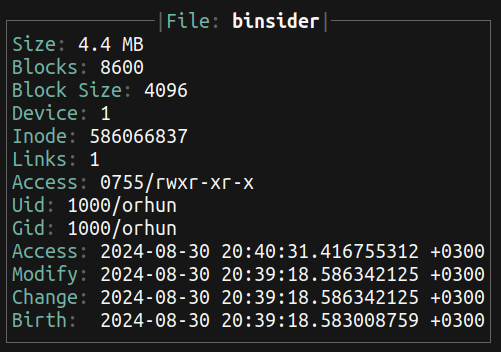 |File: binsider|
Size: 4.4 MB
Blocks: 8600
Block Size: 4096
Device: 1
Inode: 586066837
Links: 1
Access: 0755/rwxr-xr-x
Uid: 1000/orhun
Gid: 1000/orhun
Access: 2024-08-30 20:40:31.416755312 +0300
Modify: 2024-08-30 20:39:18.586342125 +0300
Change: 2024-08-30 20:39:18.586342125 +0300
Birth:  2024-08-30 20:39:18.583008759 +0300